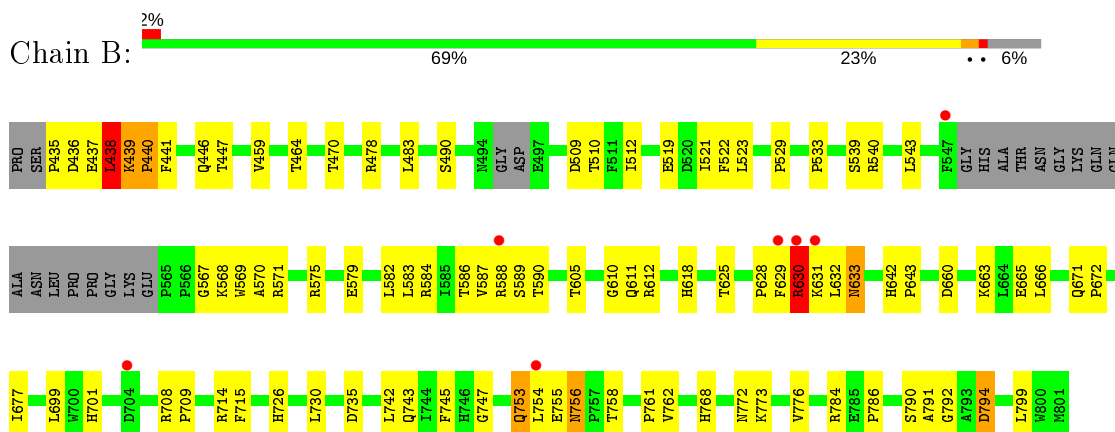 2%
Chain B:
69% 23% • • 6%
PRO SER P435 D436 E437 L438 K439 P440 F441 Q446 T447 V459 T464 T470 R478 L483 S490 N494 GLY ASP E497 D509 T510 F511 I512 E519 D520 I521 F522 L523 P529 P533 S539 R540 L543 F547 GLY HIS ALA THR ASN GLY LYS GLN GLN
ALA ASN LEU PRO PRO GLY LYS GLU P565 P566 G567 K568 W569 A570 R571 R575 E579 L582 L583 R584 I585 T586 V587 R588 S589 T590 T605 G610 Q611 R612 H618 T625 P628 F629 R630 K631 L632 N633 H642 P643 D660 K663 L664 E665 L666 Q671 P672
I677 L699 W700 H701 D704 R708 P709 R714 F715 H726 L730 D735 L742 Q743 I744 F745 H746 G747 Q753 L754 E755 N756 P757 T758 P761 V762 H768 N772 K773 V776 R784 E785 P786 S790 A791 G792 A793 D794 L799 W800 M801